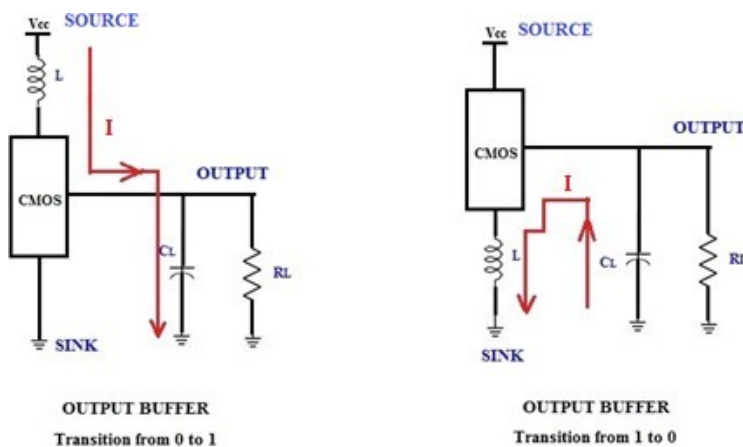 Vcc SOURCE
L
I
OUTPUT
CMOS
CL
RL
SINK
OUTPUT BUFFER
Transition from 0 to 1
Vcc SOURCE
OUTPUT
CMOS
I
L
CL
RL
SINK
OUTPUT BUFFER
Transition from 1 to 0